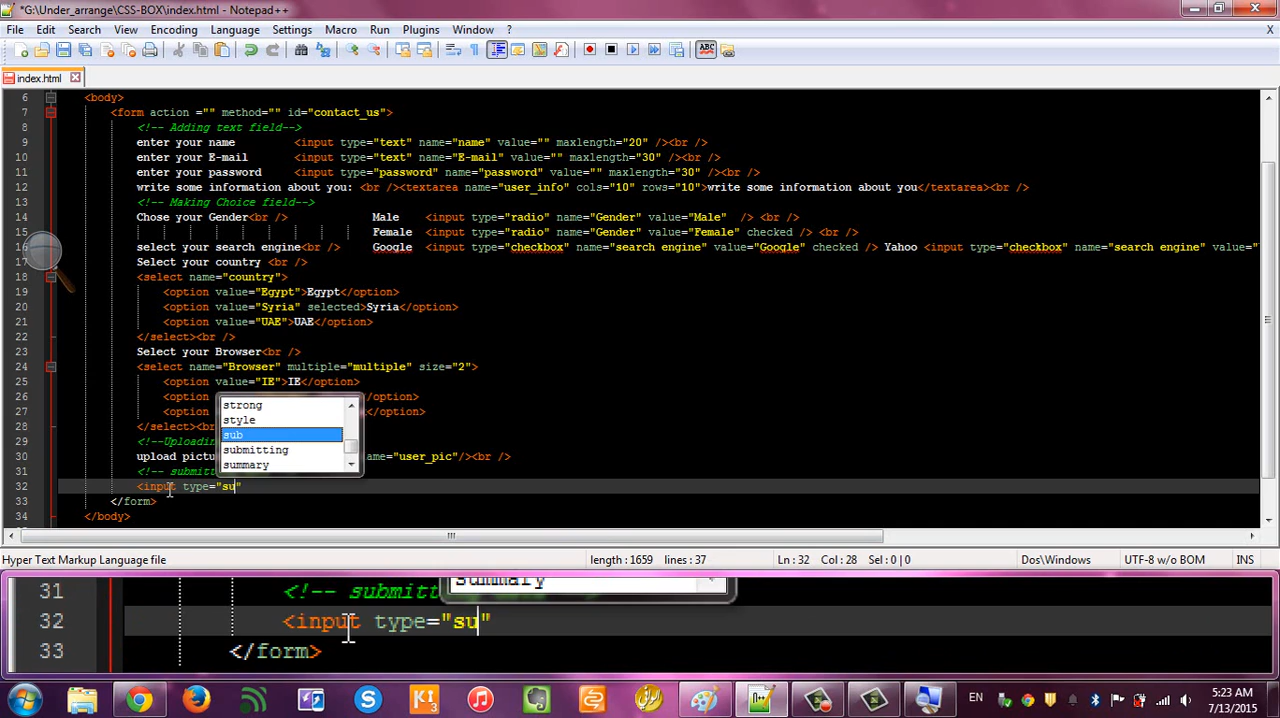 *G:\Under_arrange\CSS-BOX\index.html - Notepad++
File Edit Search View Encoding Language Settings Macro Run Plugins Window ? X
index.html
6 <body>
7 <form action ="" method="" id="contact_us">
8 <!-- Adding text field-->
9 enter your name <input type="text" name="name" value="" maxlength="20" /><br />
10 enter your E-mail <input type="text" name="E-mail" value="" maxlength="30" /><br />
11 enter your password <input type="password" name="password" value="" maxlength="30" /><br />
12 write some information about you: <br /><textarea name="user_info" cols="10" rows="10">write some information about you</textarea><br />
13 <!-- Making Choice field-->
14 Chose your Gender<br /> Male <input type="radio" name="Gender" value="Male" /> <br />
15 Female <input type="radio" name="Gender" value="Female" checked /> <br />
16 select your search engine<br /> Google <input type="checkbox" name="search engine" value="Google" checked /> Yahoo <input type="checkbox" name="search engine" value="
17 Select your country <br />
18 <select name="country">
19 <option value="Egypt">Egypt</option>
20 <option value="Syria" selected>Syria</option>
21 <option value="UAE">UAE</option>
22 </select><br />
23 Select your Browser<br />
24 <select name="Browser" multiple="multiple" size="2">
25 <option value="IE">IE</option>
26 <option </option>
27 <option </option>
28 </select><br
29 <!--Uploading
30 upload pictu ame="user_pic"/><br />
31 <!-- submitt
32 <input type="su"
33 </form>
34 </body>
strong
style
sub
submitting
summary
Hyper Text Markup Language file length : 1659 lines : 37 Ln : 32 Col : 28 Sel : 0 | 0 Dos\Windows UTF-8 w/o BOM INS
summary
31 <!-- submitt
32 <input type="su"
33 </form>
EN 5:23 AM
7/13/2015